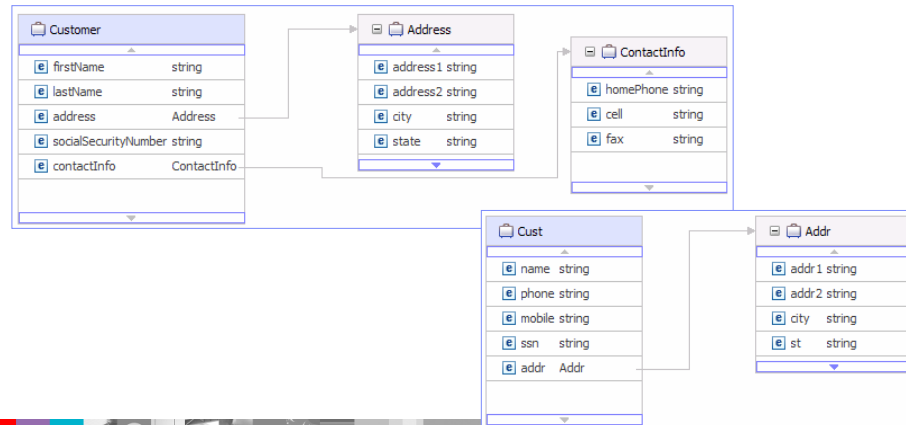 Customer
e firstName string
e lastName string
e address Address
e socialSecurityNumber string
e contactInfo ContactInfo
Address
e address1 string
e address2 string
e city string
e state string
ContactInfo
e homePhone string
e cell string
e fax string
Cust
e name string
e phone string
e mobile string
e ssn string
e addr Addr
Addr
e addr1 string
e addr2 string
e city string
e st string